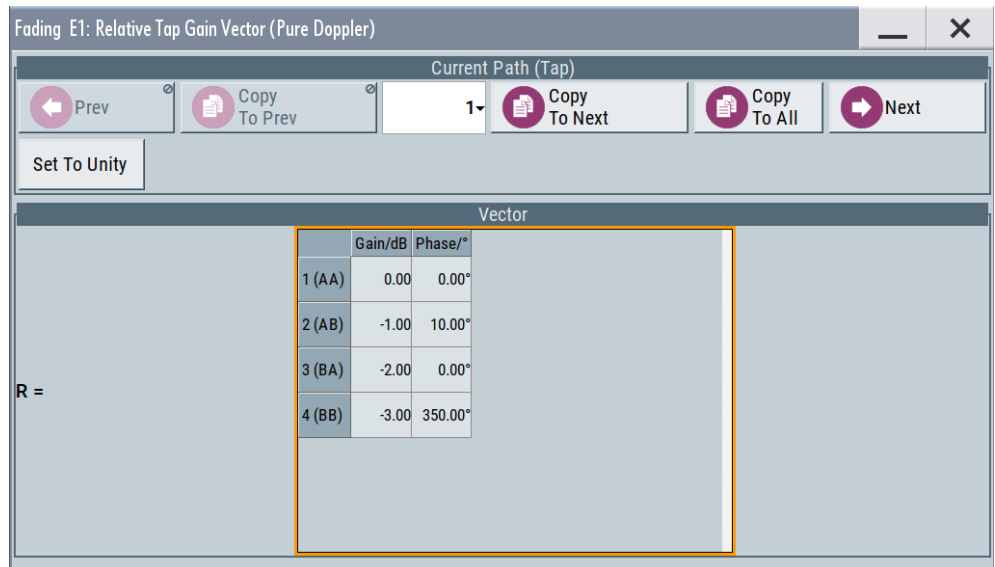 Fading E1: Relative Tap Gain Vector (Pure Doppler)
Current Path (Tap)
Prev
Copy
To Prev
1
Copy
To Next
Copy
To All
Next
Set To Unity
Vector
Gain/dB Phase/°
1 (AA) 0.00 0.00°
2 (AB) -1.00 10.00°
3 (BA) -2.00 0.00°
R =
4 (BB) -3.00 350.00°